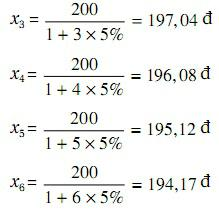 x₃ = 200 / (1 + 3 × 5%) = 197,04 đ
x₄ = 200 / (1 + 4 × 5%) = 196,08 đ
x₅ = 200 / (1 + 5 × 5%) = 195,12 đ
x₆ = 200 / (1 + 6 × 5%) = 194,17 đ